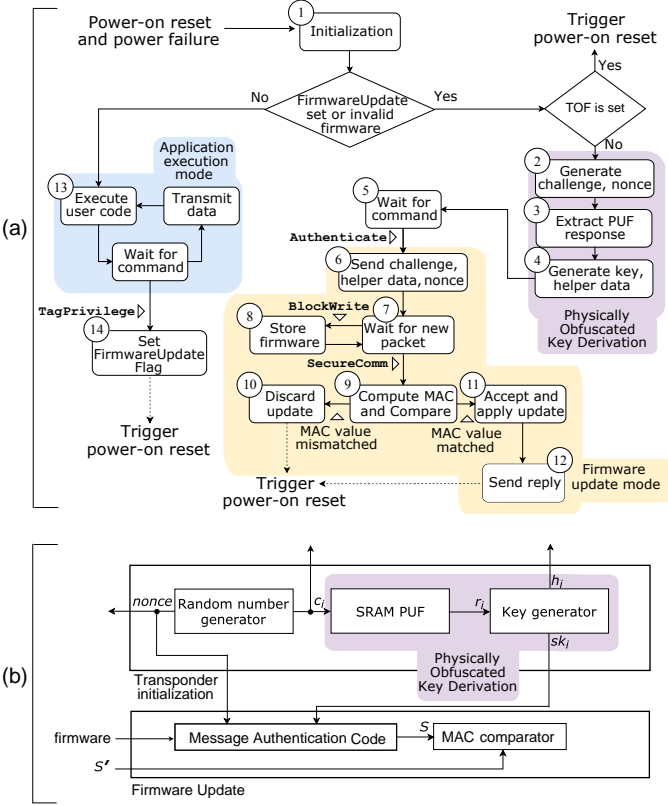 (a)
Power-on reset
and power failure
1
Initialization
Trigger
power-on reset
Yes
No
FirmwareUpdate
set or invalid
firmware
Yes
TOF is set
No
Application
execution
mode
13
Execute
user code
Transmit
data
Wait for
command
TagPrivilege
14
Set
FirmwareUpdate
Flag
Trigger
power-on reset
2
Generate
challenge, nonce
3
Extract PUF
response
4
Generate key,
helper data
Physically
Obfuscated
Key Derivation
5
Wait for
command
Authenticate
6
Send challenge,
helper data, nonce
BlockWrite
7
8
Store
firmware
Wait for new
packet
SecureComm
10
Discard
update
9
Compute MAC
and Compare
11
Accept and
apply update
MAC value
mismatched
MAC value
matched
12
Send reply
Firmware
update mode
Trigger
power-on reset
(b)
nonce
Random number
generator
ci
SRAM PUF
ri
Key generator
hi
ski
Physically
Obfuscated
Key Derivation
Transponder
initialization
firmware
Message Authentication Code
S
MAC comparator
S'
Firmware Update